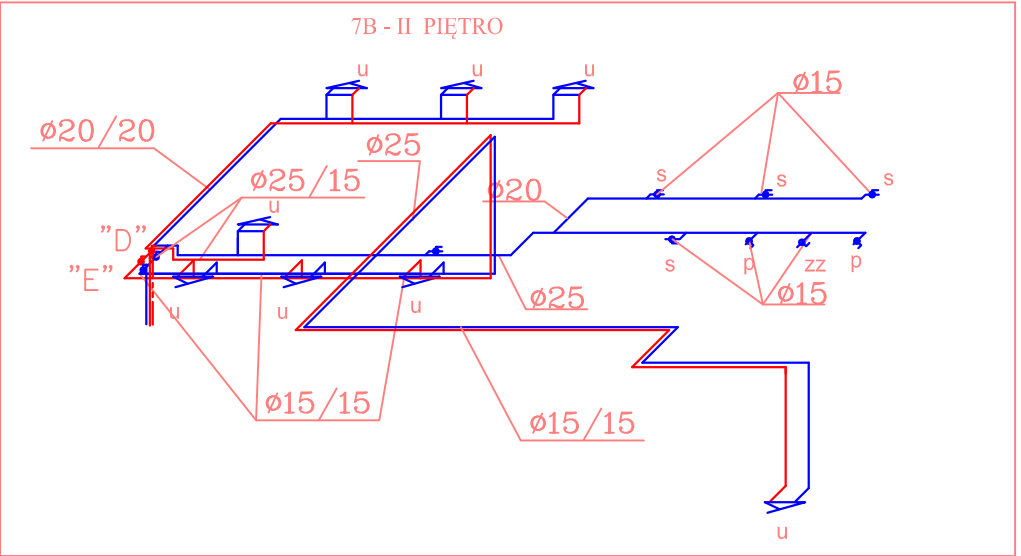 7B - II PIĘTRO
u
u
u
ø15
ø20/20
ø25
ø25/15
s
s
s
ø20
u
"D"
"E"
s
p
zz
p
ø25
ø15
u
u
u
ø15/15
ø15/15
u